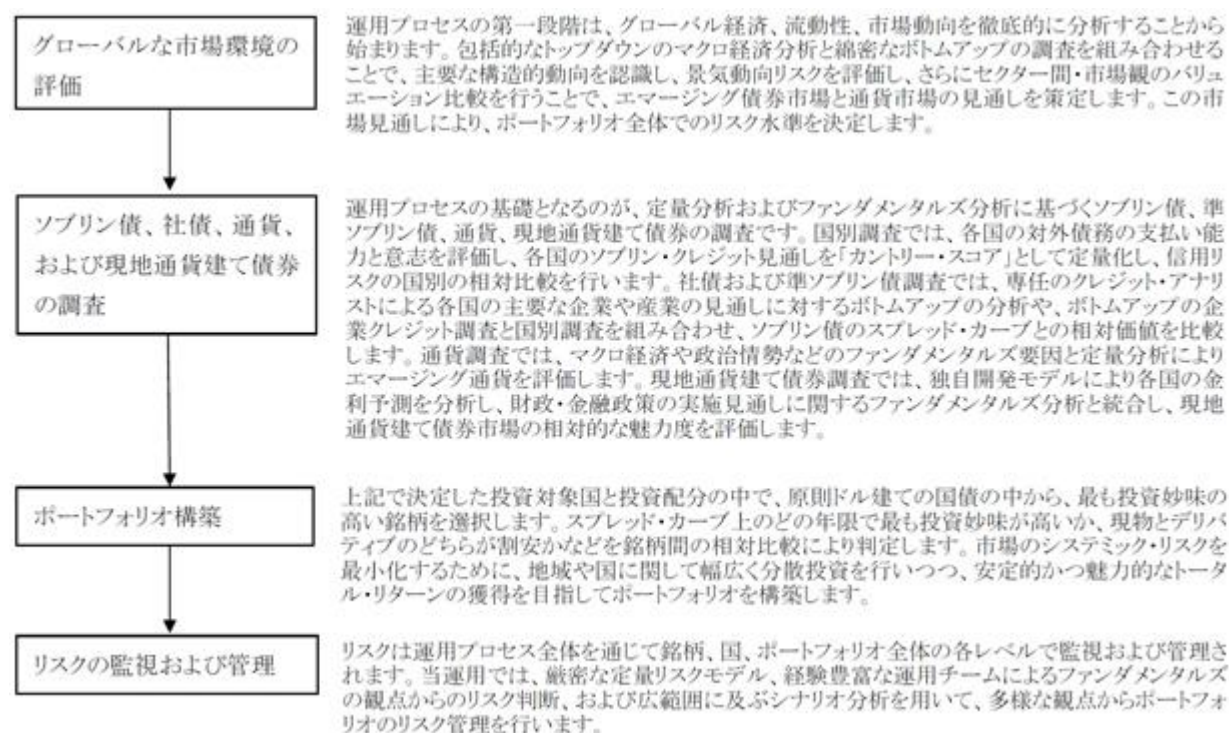 グローバルな市場環境の
評価
運用プロセスの第一段階は、グローバル経済、流動性、市場動向を徹底的に分析することから
始まります。包括的なトップダウンのマクロ経済分析と綿密なボトムアップの調査を組み合わせる
ことで、主要な構造的動向を認識し、景気動向リスクを評価し、さらにセクター間・市場観のバリュ
エーション比較を行うことで、エマージング債券市場と通貨市場の見通しを策定します。この市
場見通しにより、ポートフォリオ全体でのリスク水準を決定します。
ソブリン債、社債、通貨、
および現地通貨建て債券
の調査
運用プロセスの基礎となるのが、定量分析およびファンダメンタルズ分析に基づくソブリン債、準
ソブリン債、通貨、現地通貨建て債券の調査です。国別調査では、各国の対外債務の支払い能
力と意志を評価し、各国のソブリン・クレジット見通しを「カントリー・スコア」として定量化し、信用リ
スクの国別の相対比較を行います。社債および準ソブリン債調査では、専任のクレジット・アナリ
ストによる各国の主要な企業や産業の見通しに対するボトムアップの分析や、ボトムアップの企
業クレジット調査と国別調査を組み合わせ、ソブリン債のスプレッド・カーブとの相対価値を比較
します。通貨調査では、マクロ経済や政治情勢などのファンダメンタルズ要因と定量分析により
エマージング通貨を評価します。現地通貨建て債券調査では、独自開発モデルにより各国の金
利予測を分析し、財政・金融政策の実施見通しに関するファンダメンタルズ分析と統合し、現地
通貨建て債券市場の相対的な魅力度を評価します。
ポートフォリオ構築
上記で決定した投資対象国と投資配分の中で、原則ドル建ての国債の中から、最も投資妙味の
高い銘柄を選択します。スプレッド・カーブ上のどの年限で最も投資妙味が高いか、現物とデリバ
ティブのどちらが割安かなどを銘柄間の相対比較により判定します。市場のシステミック・リスクを
最小化するために、地域や国に関して幅広く分散投資を行いつつ、安定的かつ魅力的なトータ
ル・リターンの獲得を目指してポートフォリオを構築します。
リスクの監視および管理
リスクは運用プロセス全体を通じて銘柄、国、ポートフォリオ全体の各レベルで監視および管理さ
れます。当運用では、厳密な定量リスクモデル、経験豊富な運用チームによるファンダメンタルズ
の観点からのリスク判断、および広範囲に及ぶシナリオ分析を用いて、多様な観点からポートフォ
リオのリスク管理を行います。